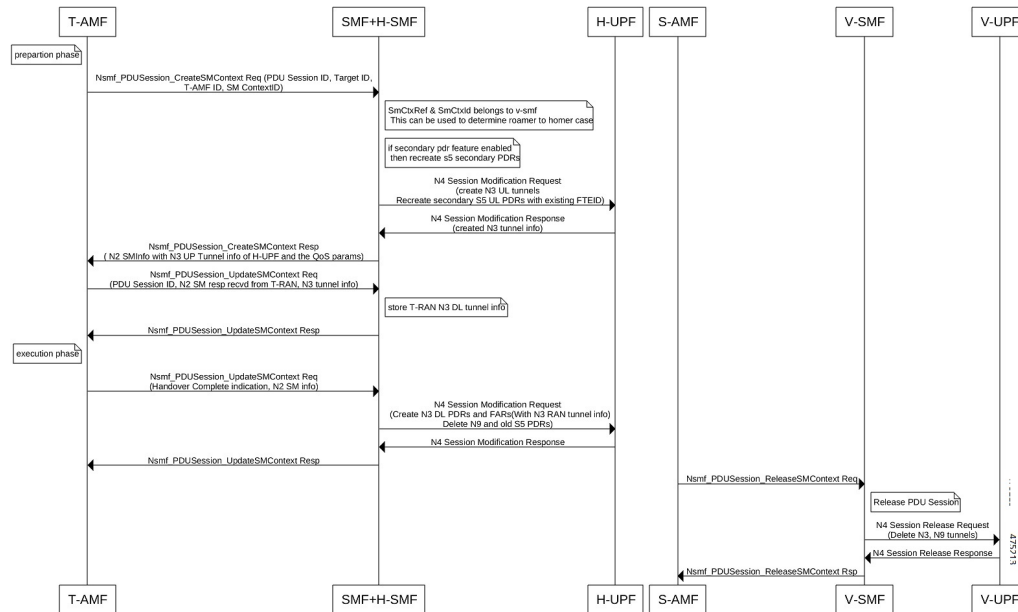 T-AMF
SMF+H-SMF
H-UPF
S-AMF
V-SMF
V-UPF
prepartion phase
Nsmf_PDUSession_CreateSMContext Req (PDU Session ID, Target ID,
T-AMF ID, SM ContextID)
SmCtxRef & SmCtxId belongs to v-smf
This can be used to determine roamer to homer case
if secondary pdr feature enabled
then recreate s5 secondary PDRs
N4 Session Modification Request
(create N3 UL tunnels
Recreate secondary S5 UL PDRs with existing FTEID)
N4 Session Modification Response
(created N3 tunnel info)
Nsmf_PDUSession_CreateSMContext Resp
( N2 SMInfo with N3 UP Tunnel info of H-UPF and the QoS params)
Nsmf_PDUSession_UpdateSMContext Req
(PDU Session ID, N2 SM resp recvd from T-RAN, N3 tunnel info)
store T-RAN N3 DL tunnel info
Nsmf_PDUSession_UpdateSMContext Resp
execution phase
Nsmf_PDUSession_UpdateSMContext Req
(Handover Complete indication, N2 SM info)
N4 Session Modification Request
(Create N3 DL PDRs and FARs(With N3 RAN tunnel info)
Delete N9 and old S5 PDRs)
N4 Session Modification Response
Nsmf_PDUSession_UpdateSMContext Resp
Nsmf_PDUSession_ReleaseSMContext Req
Release PDU Session
N4 Session Release Request
(Delete N3, N9 tunnels)
N4 Session Release Response
Nsmf_PDUSession_ReleaseSMContext Rsp
475213
T-AMF
SMF+H-SMF
H-UPF
S-AMF
V-SMF
V-UPF